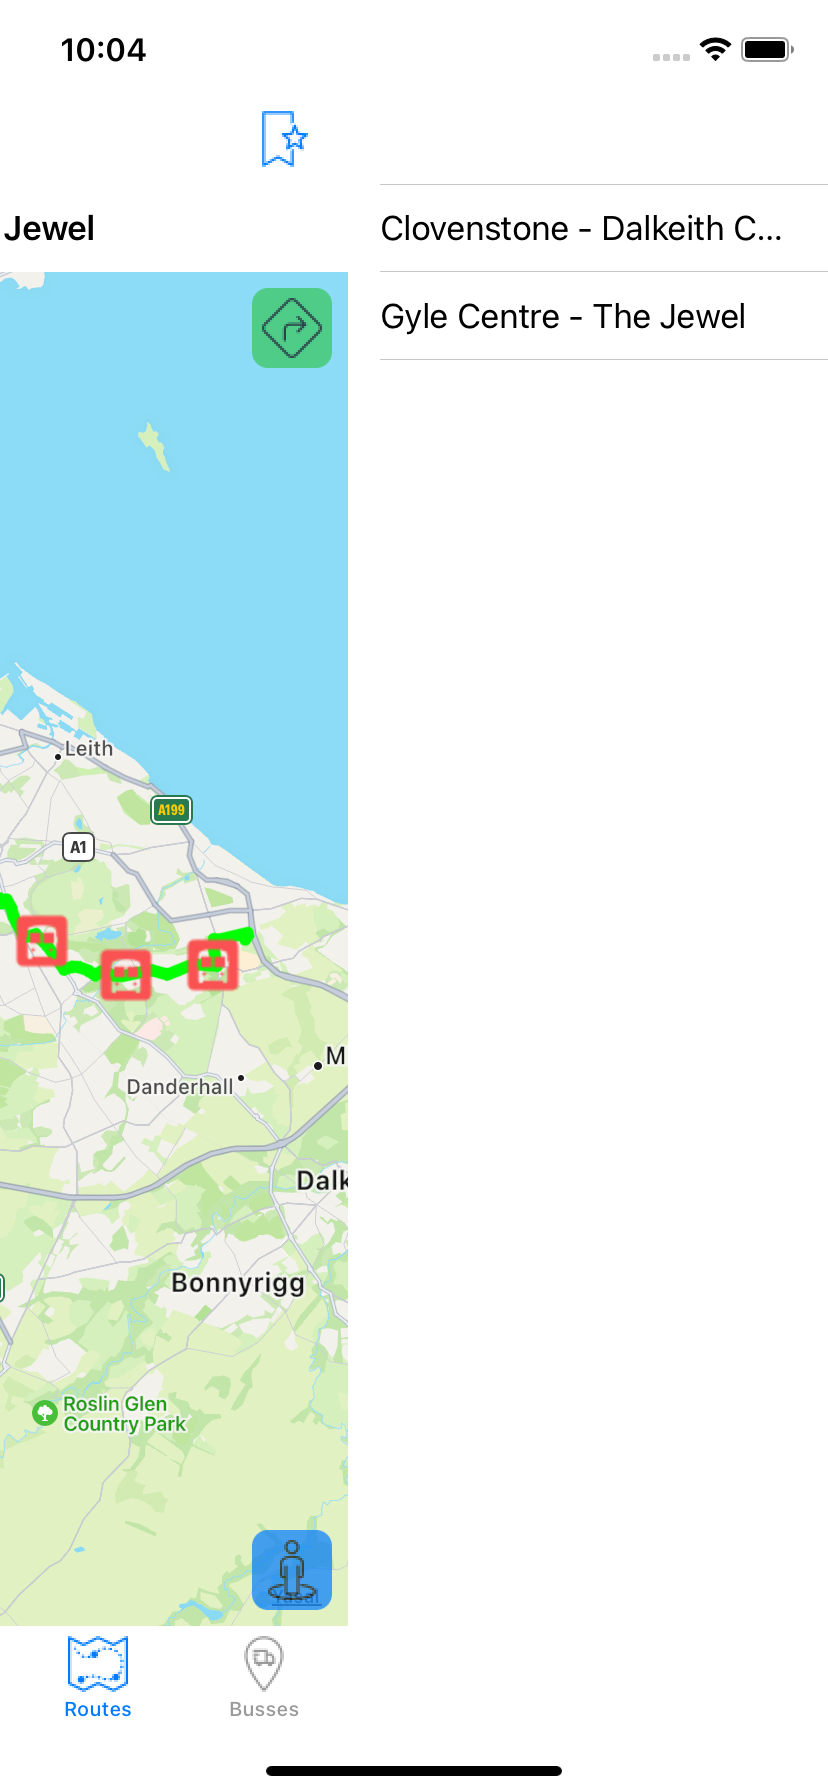 10:04
Jewel
Clovenstone - Dalkeith C...
Gyle Centre - The Jewel
Leith
A199
A1
M
Danderhall
Dalk
Bonnyrigg
Roslin Glen
Country Park
Routes
Busses